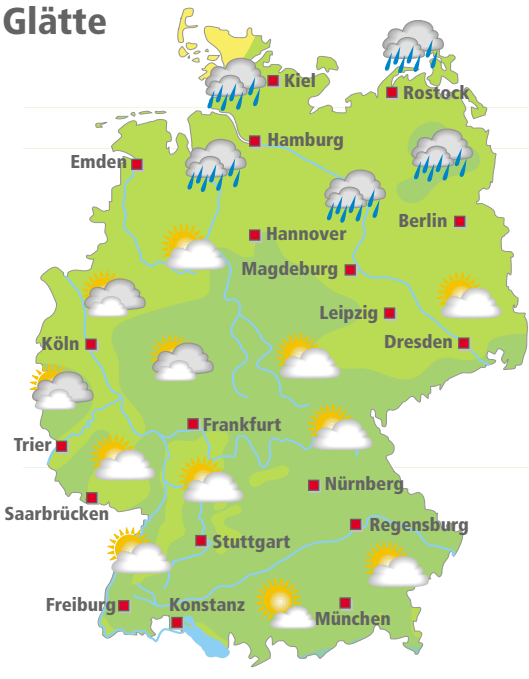 Glätte
Kiel
Rostock
Hamburg
Emden
Berlin
Hannover
Magdeburg
Leipzig
Köln
Dresden
Frankfurt
Trier
Nürnberg
Saarbrücken
Regensburg
Stuttgart
Freiburg
Konstanz
München